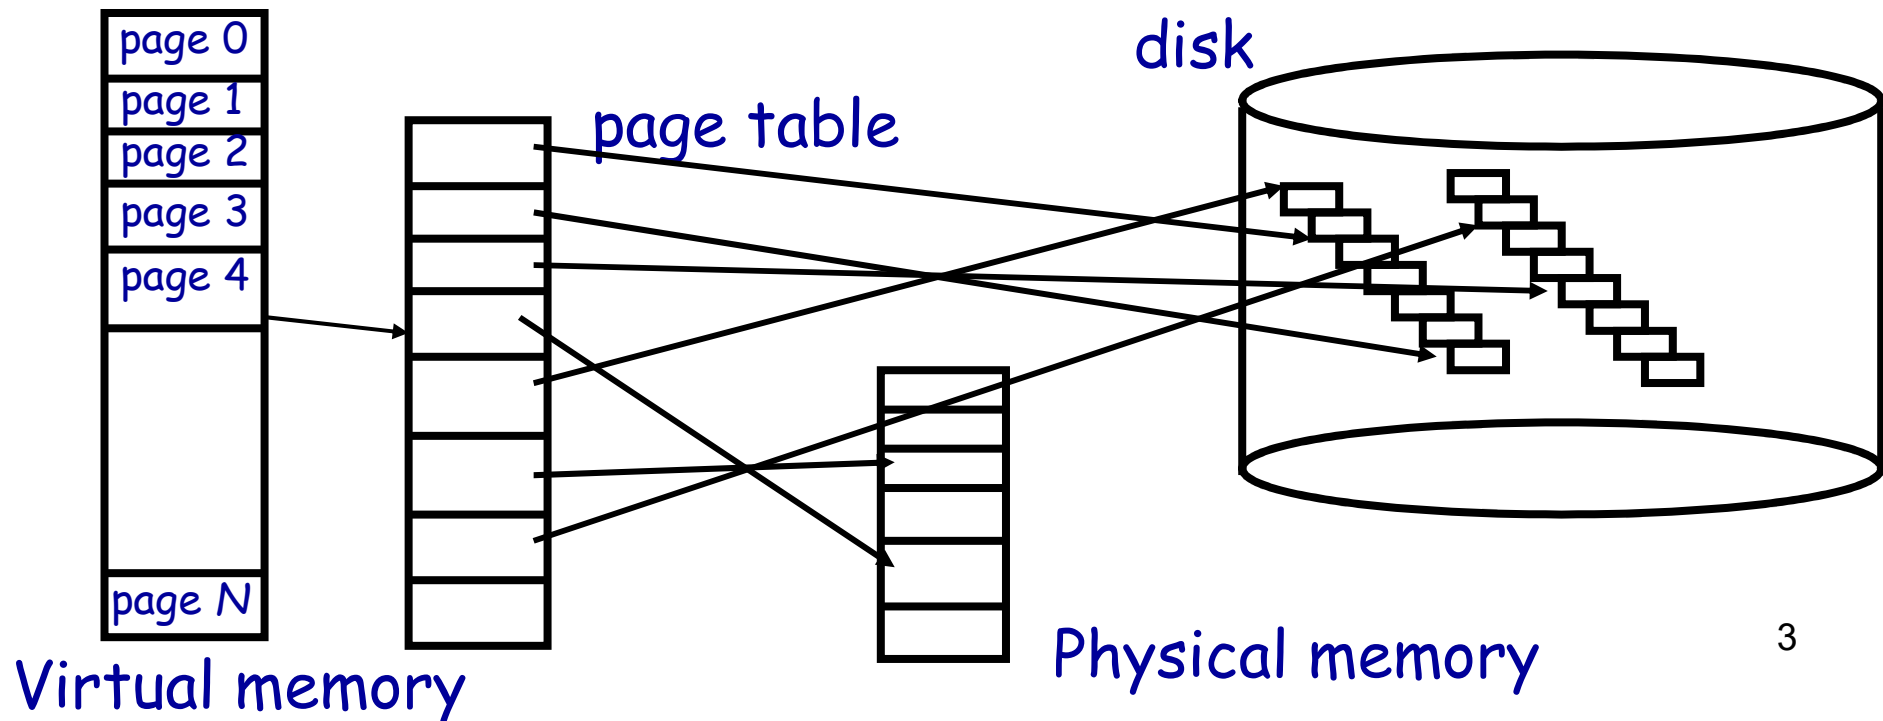 page 0
page 1
page 2
page 3
page 4
page N
Virtual memory
page table
disk
Physical memory
3